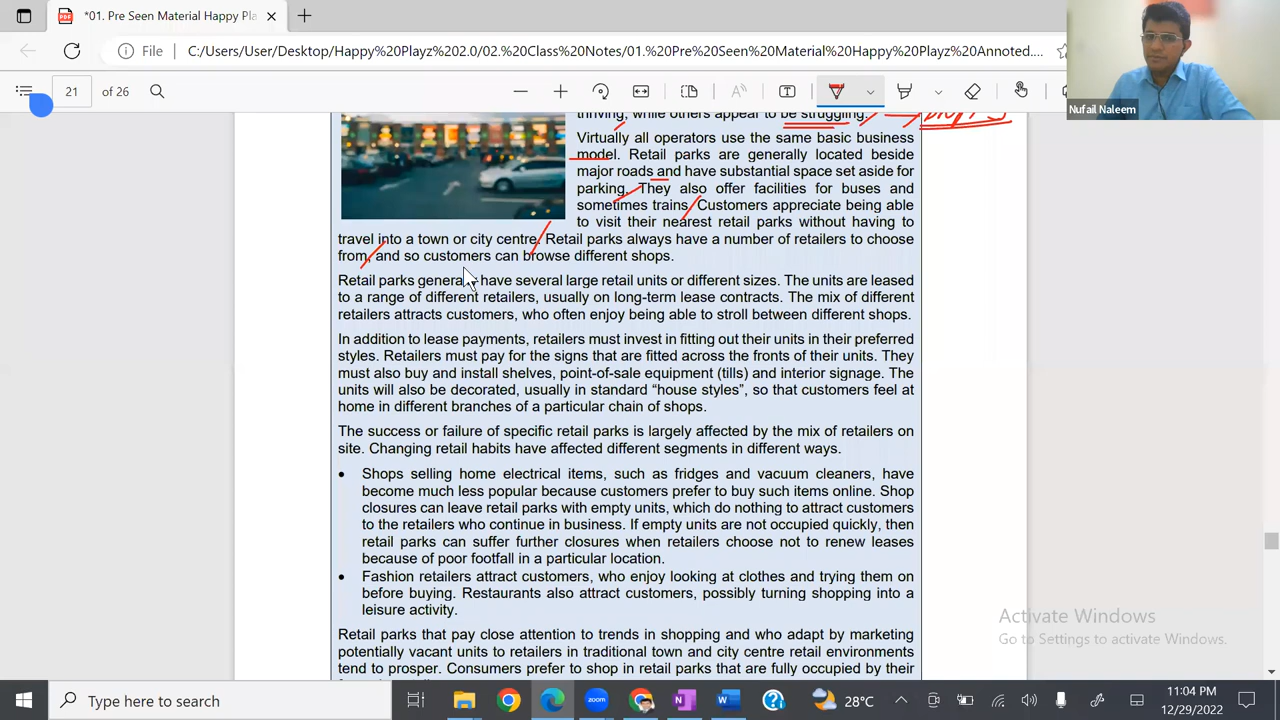 *01. Pre Seen Material Happy Pla
File
C:/Users/User/Desktop/Happy%20Playz%202.0/02.%20Class%20Notes/01.%20Pre%20Seen%20Material%20Happy%20Playz%20Annoted....
21 of 26
Nufail Naleem
thriving, while others appear to be struggling.
Virtually all operators use the same basic business
model. Retail parks are generally located beside
major roads and have substantial space set aside for
parking. They also offer facilities for buses and
sometimes trains. Customers appreciate being able
to visit their nearest retail parks without having to
travel into a town or city centre. Retail parks always have a number of retailers to choose
from, and so customers can browse different shops.
Retail parks generally have several large retail units or different sizes. The units are leased
to a range of different retailers, usually on long-term lease contracts. The mix of different
retailers attracts customers, who often enjoy being able to stroll between different shops.
In addition to lease payments, retailers must invest in fitting out their units in their preferred
styles. Retailers must pay for the signs that are fitted across the fronts of their units. They
must also buy and install shelves, point-of-sale equipment (tills) and interior signage. The
units will also be decorated, usually in standard “house styles”, so that customers feel at
home in different branches of a particular chain of shops.
The success or failure of specific retail parks is largely affected by the mix of retailers on
site. Changing retail habits have affected different segments in different ways.
• Shops selling home electrical items, such as fridges and vacuum cleaners, have
become much less popular because customers prefer to buy such items online. Shop
closures can leave retail parks with empty units, which do nothing to attract customers
to the retailers who continue in business. If empty units are not occupied quickly, then
retail parks can suffer further closures when retailers choose not to renew leases
because of poor footfall in a particular location.
• Fashion retailers attract customers, who enjoy looking at clothes and trying them on
before buying. Restaurants also attract customers, possibly turning shopping into a
leisure activity.
Retail parks that pay close attention to trends in shopping and who adapt by marketing
potentially vacant units to retailers in traditional town and city centre retail environments
tend to prosper. Consumers prefer to shop in retail parks that are fully occupied by their
Activate Windows
Go to Settings to activate Windows.
Type here to search
28°C
11:04 PM
12/29/2022